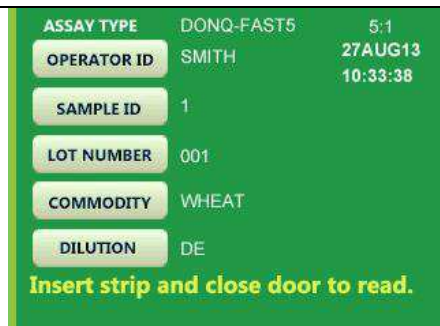 ASSAY TYPE DONQ-FAST5 5:1
OPERATOR ID SMITH 27AUG13
10:33:38
SAMPLE ID 1
LOT NUMBER 001
COMMODITY WHEAT
DILUTION DE
Insert strip and close door to read.